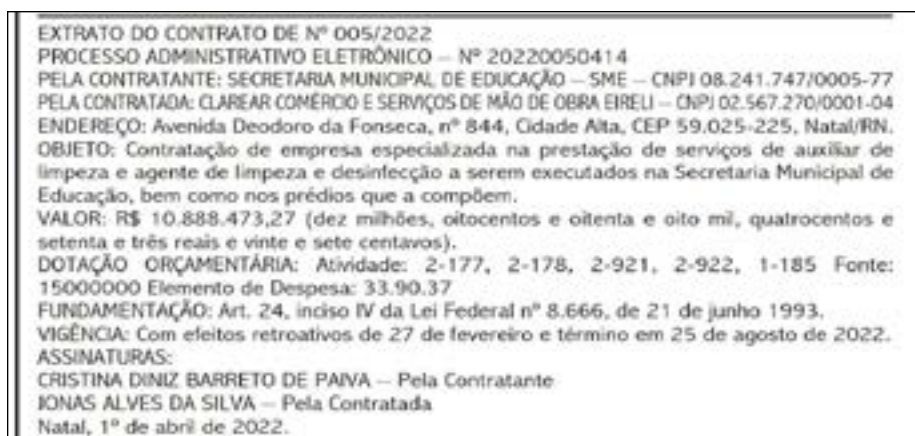 EXTRATO DO CONTRATO DE Nº 005/2022
PROCESSO ADMINISTRATIVO ELETRÔNICO – Nº 20220050414
PELA CONTRATANTE: SECRETARIA MUNICIPAL DE EDUCAÇÃO – SME – CNPJ 08.241.747/0005-77
PELA CONTRATADA: CLAREAR COMÉRCIO E SERVIÇOS DE MÃO DE OBRA EIRELI – CNPJ 02.567.270/0001-04
ENDEREÇO: Avenida Deodoro da Fonseca, nº 844, Cidade Alta, CEP 59.025-225, Natal/RN.
OBJETO: Contratação de empresa especializada na prestação de serviços de auxiliar de
limpeza e agente de limpeza e desinfecção a serem executados na Secretaria Municipal de
Educação, bem como nos prédios que a compõem.
VALOR: R$ 10.888.473,27 (dez milhões, oitocentos e oitenta e oito mil, quatrocentos e
setenta e três reais e vinte e sete centavos).
DOTAÇÃO ORÇAMENTÁRIA: Atividade: 2-177, 2-178, 2-921, 2-922, 1-185 Fonte:
15000000 Elemento de Despesa: 33.90.37
FUNDAMENTAÇÃO: Art. 24, inciso IV da Lei Federal nº 8.666, de 21 de junho 1993.
VIGÊNCIA: Com efeitos retroativos de 27 de fevereiro e término em 25 de agosto de 2022.
ASSINATURAS:
CRISTINA DINIZ BARRETO DE PAIVA – Pela Contratante
JONAS ALVES DA SILVA – Pela Contratada
Natal, 1º de abril de 2022.